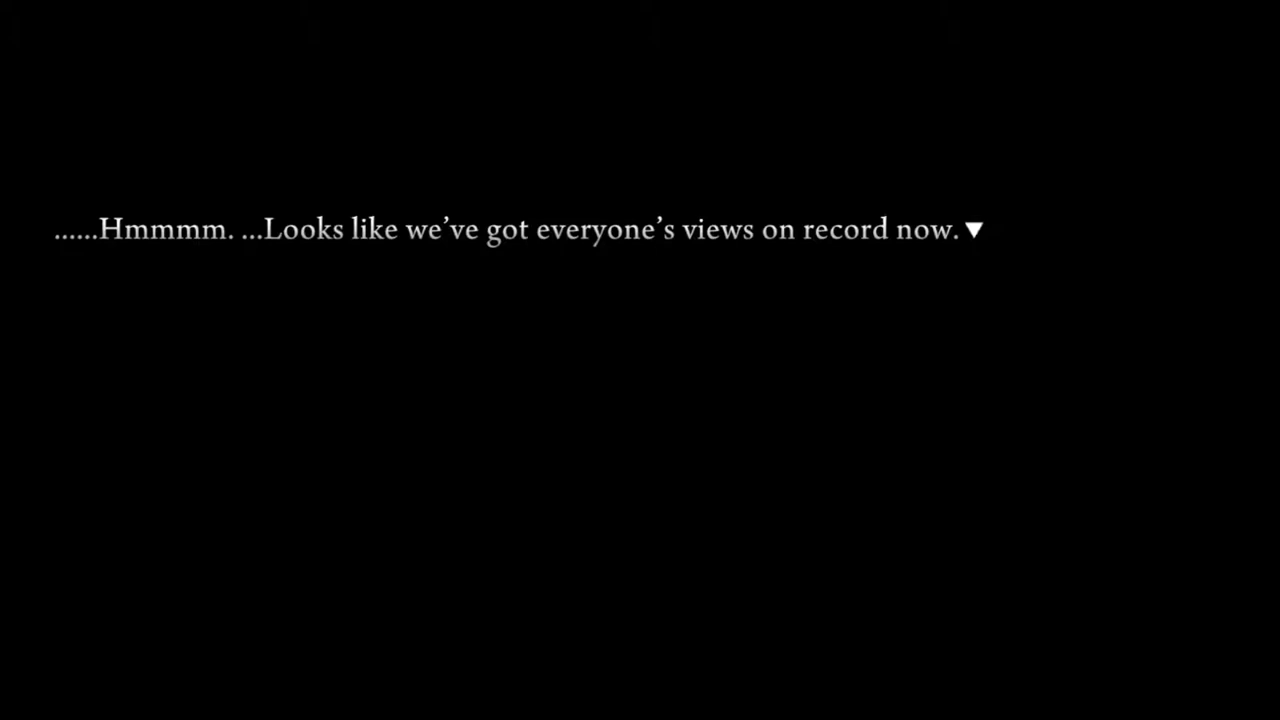 ......Hmmmm. ...Looks like we’ve got everyone’s views on record now.